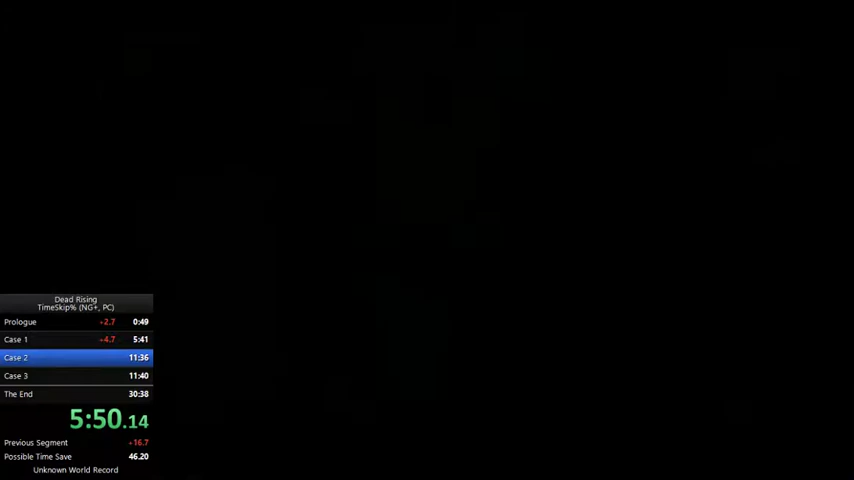 Dead Rising
TimeSkip% (NG+, PC)
Prologue +2.7 0:49
Case 1 +4.7 5:41
Case 2 11:36
Case 3 11:40
The End 30:38
5:50.14
Previous Segment +16.7
Possible Time Save 46.20
Unknown World Record